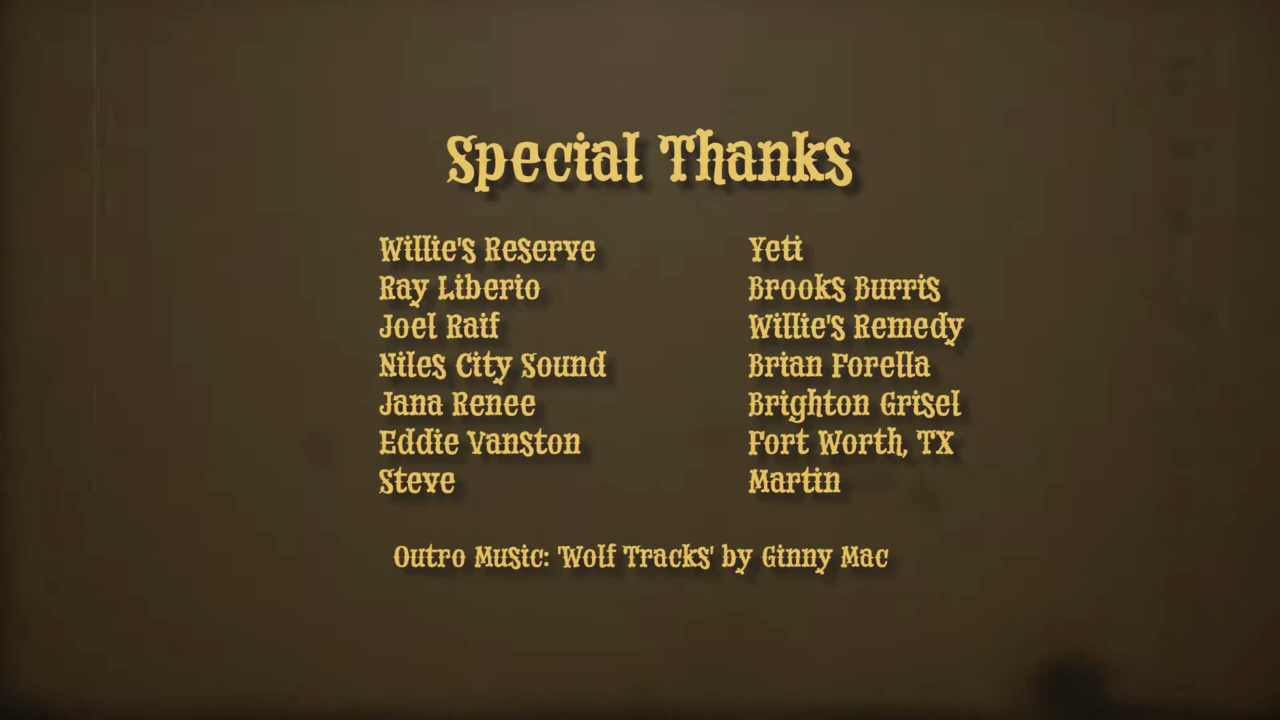 Special Thanks
Willie's Reserve
Ray Liberio
Joel Raif
Niles City Sound
Jana Renee
Eddie Vanston
Steve
Yeti
Brooks Burris
Willie's Remedy
Brian Forella
Brighton Grisel
Fort Worth, TX
Martin
Outro Music: 'Wolf Tracks' by Ginny Mac